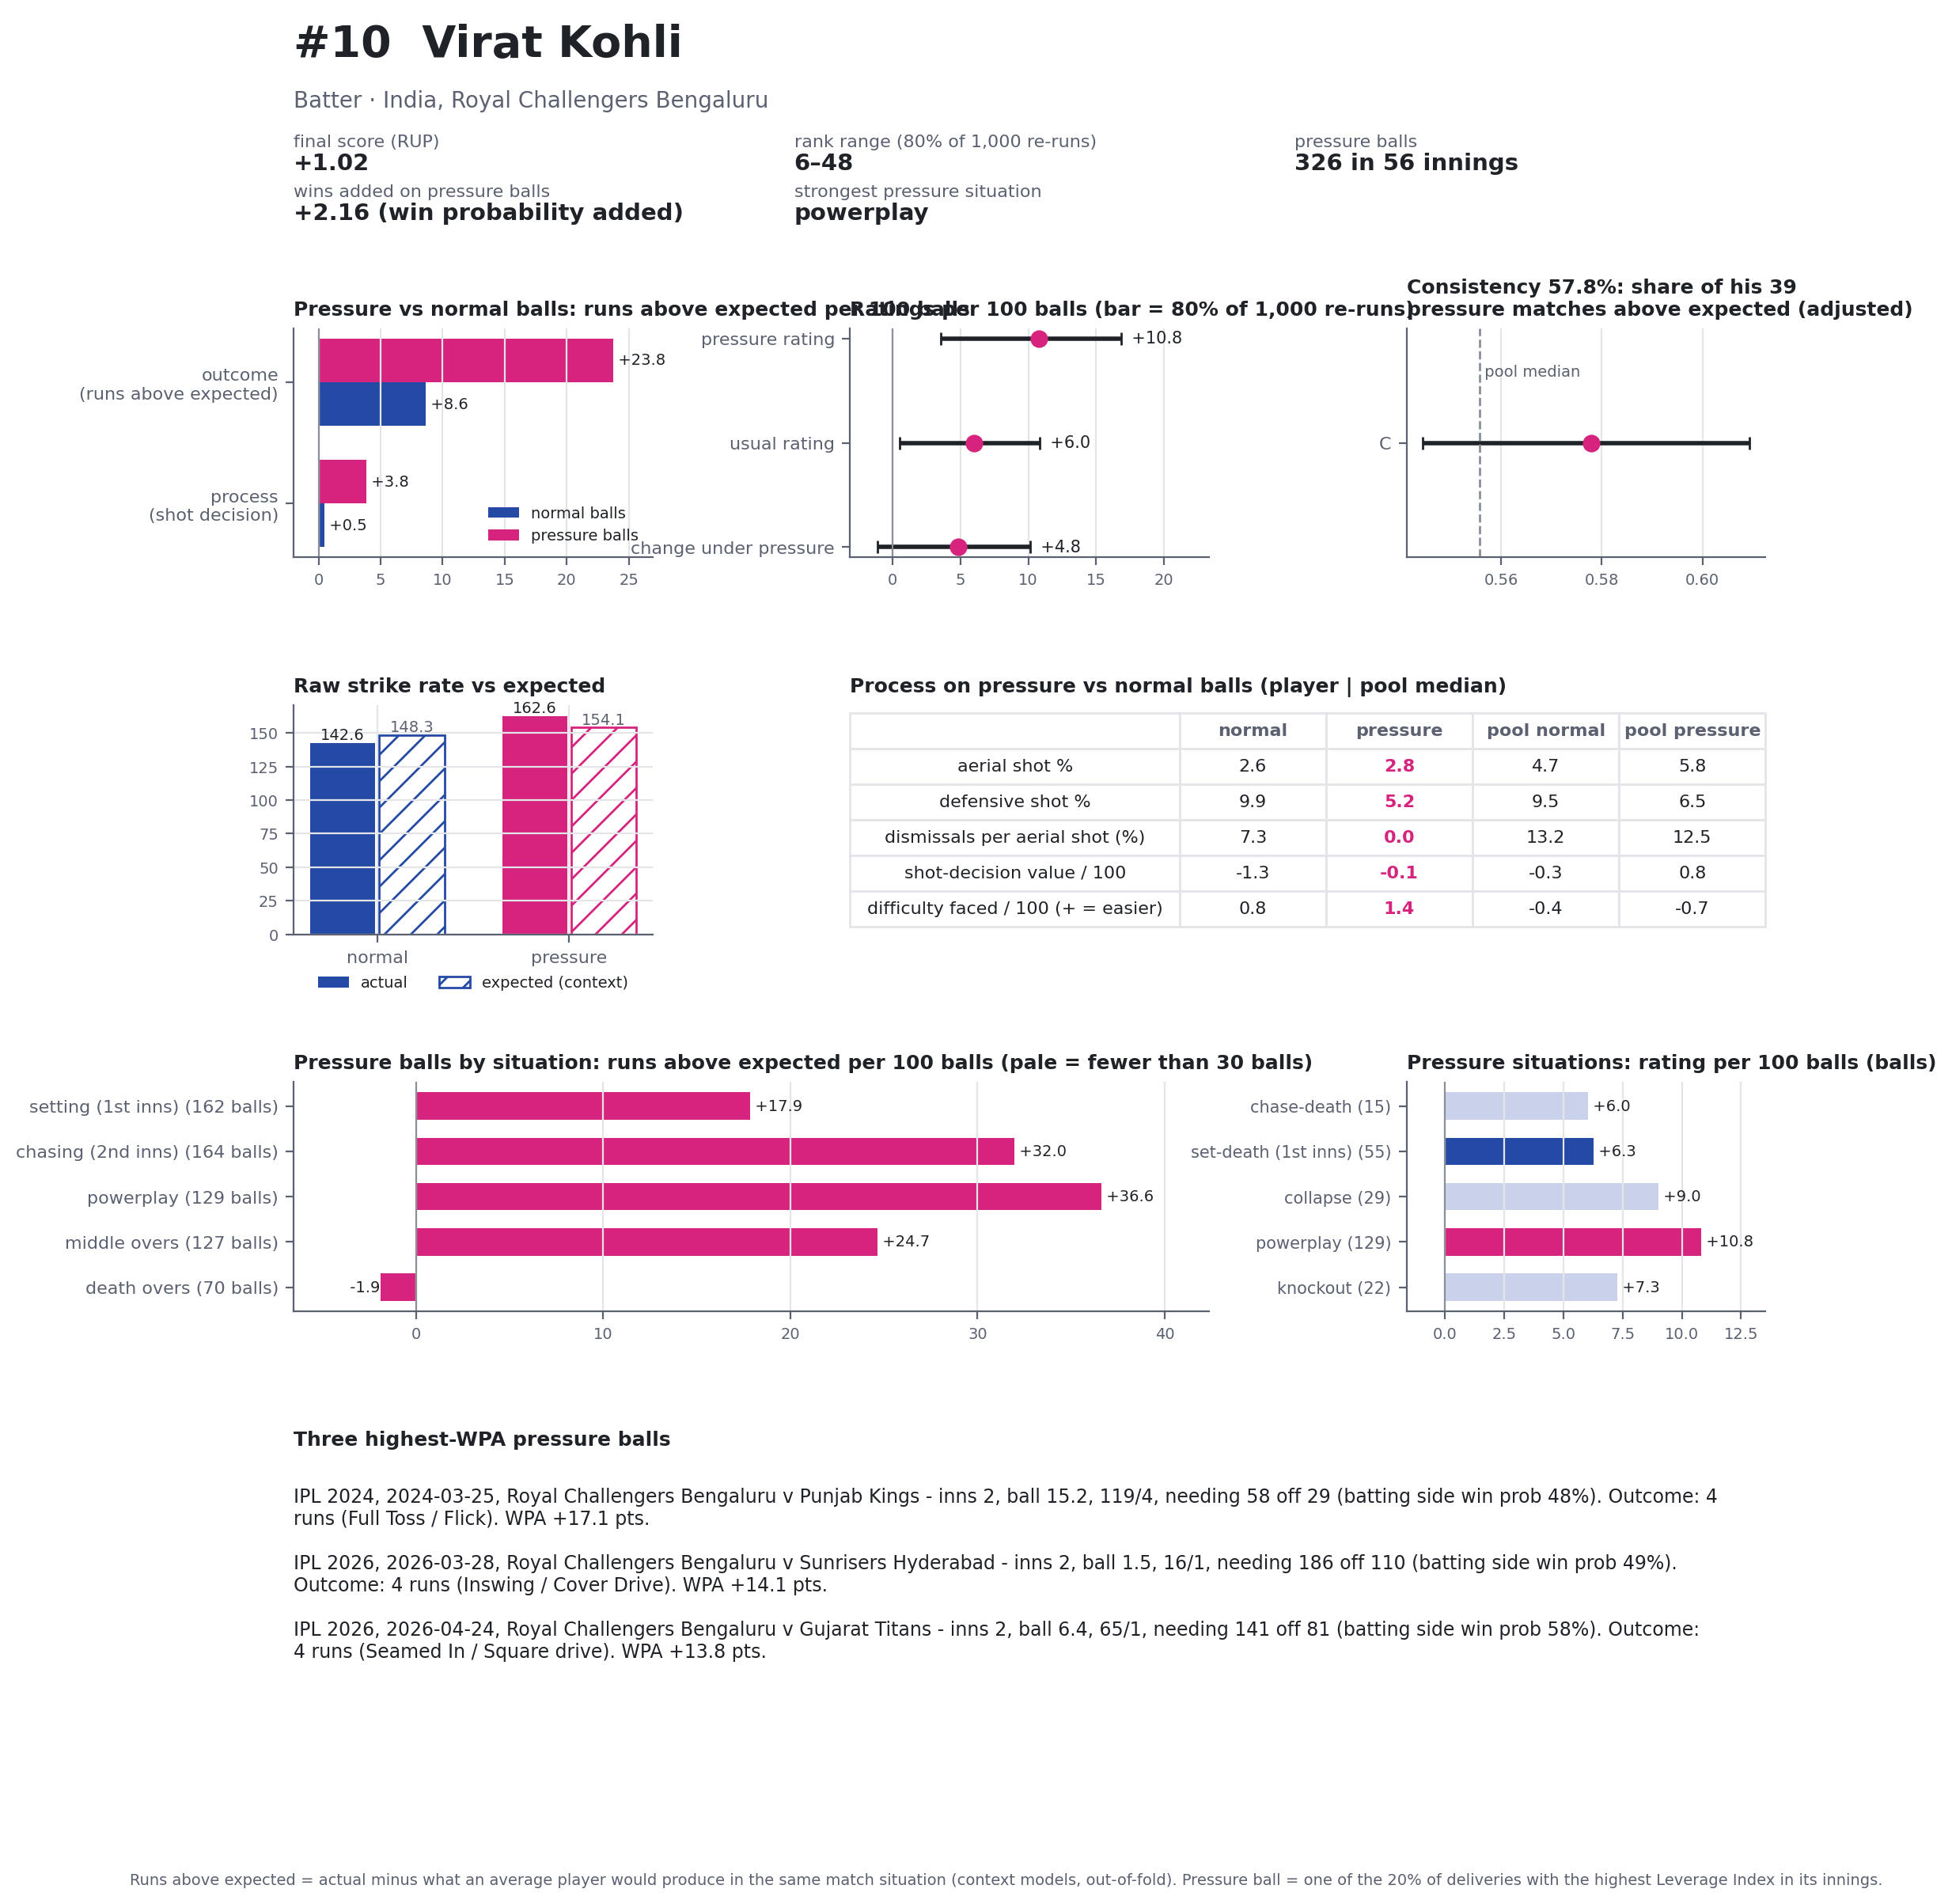 #10  Virat Kohli
Batter · India, Royal Challengers Bengaluru
final score (RUP)
+1.02
rank range (80% of 1,000 re-runs)
6–48
pressure balls
326 in 56 innings
wins added on pressure balls
+2.16 (win probability added)
strongest pressure situation
powerplay
Pressure vs normal balls: runs above expected per 100 balls
outcome
(runs above expected)
+23.8
+8.6
process
(shot decision)
+3.8
+0.5
normal balls
pressure balls
0 5 10 15 20 25
Ratings per 100 balls (bar = 80% of 1,000 re-runs)
pressure rating
+10.8
usual rating
+6.0
change under pressure
+4.8
0 5 10 15 20
Consistency 57.8%: share of his 39
pressure matches above expected (adjusted)
pool median
C
0.56 0.58 0.60
Raw strike rate vs expected
150
125
100
75
50
25
0
142.6
148.3
162.6
154.1
normal pressure
actual expected (context)
Process on pressure vs normal balls (player | pool median)
normal pressure pool normal pool pressure
aerial shot % 2.6 2.8 4.7 5.8
defensive shot % 9.9 5.2 9.5 6.5
dismissals per aerial shot (%) 7.3 0.0 13.2 12.5
shot-decision value / 100 -1.3 -0.1 -0.3 0.8
difficulty faced / 100 (+ = easier) 0.8 1.4 -0.4 -0.7
Pressure balls by situation: runs above expected per 100 balls (pale = fewer than 30 balls)
setting (1st inns) (162 balls) +17.9
chasing (2nd inns) (164 balls) +32.0
powerplay (129 balls) +36.6
middle overs (127 balls) +24.7
death overs (70 balls) -1.9
0 10 20 30 40
Pressure situations: rating per 100 balls (balls)
chase-death (15) +6.0
set-death (1st inns) (55) +6.3
collapse (29) +9.0
powerplay (129) +10.8
knockout (22) +7.3
0.0 2.5 5.0 7.5 10.0 12.5
Three highest-WPA pressure balls
IPL 2024, 2024-03-25, Royal Challengers Bengaluru v Punjab Kings - inns 2, ball 15.2, 119/4, needing 58 off 29 (batting side win prob 48%). Outcome: 4
runs (Full Toss / Flick). WPA +17.1 pts.
IPL 2026, 2026-03-28, Royal Challengers Bengaluru v Sunrisers Hyderabad - inns 2, ball 1.5, 16/1, needing 186 off 110 (batting side win prob 49%).
Outcome: 4 runs (Inswing / Cover Drive). WPA +14.1 pts.
IPL 2026, 2026-04-24, Royal Challengers Bengaluru v Gujarat Titans - inns 2, ball 6.4, 65/1, needing 141 off 81 (batting side win prob 58%). Outcome:
4 runs (Seamed In / Square drive). WPA +13.8 pts.
Runs above expected = actual minus what an average player would produce in the same match situation (context models, out-of-fold). Pressure ball = one of the 20% of deliveries with the highest Leverage Index in its innings.